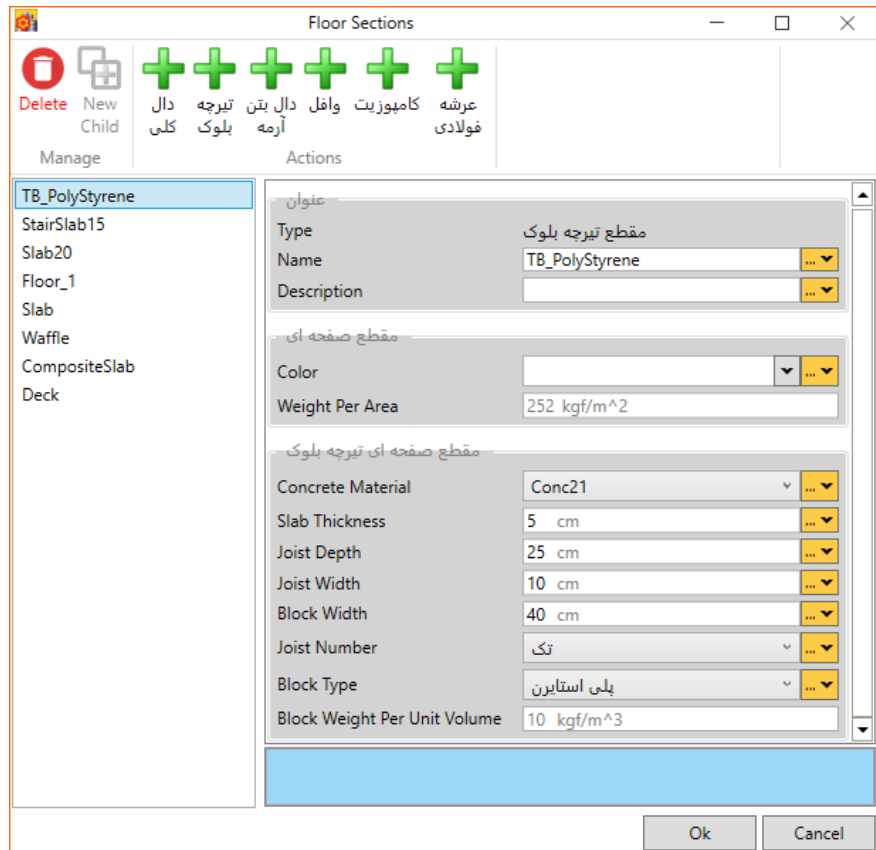 Floor Sections
Delete
New Child
دال کلی
تیرچه بلوک
دال بتن آرمه
وافل
کامپوزیت
عرشه فولادی
Manage
Actions
TB_PolyStyrene
StairSlab15
Slab20
Floor_1
Slab
Waffle
CompositeSlab
Deck
عنوان
Type مقطع تیرچه بلوک
Name TB_PolyStyrene ...
Description ...
مقطع صفحه ای
Color ...
Weight Per Area 252 kgf/m^2
مقطع صفحه ای تیرچه بلوک
Concrete Material Conc21 ...
Slab Thickness 5 cm ...
Joist Depth 25 cm ...
Joist Width 10 cm ...
Block Width 40 cm ...
Joist Number تک ...
Block Type پلی استایرن ...
Block Weight Per Unit Volume 10 kgf/m^3
Ok Cancel